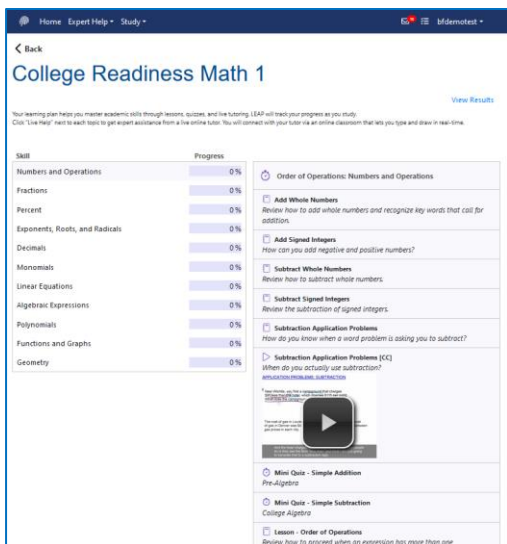 Home Expert Help Study bfdemotest
Back
College Readiness Math 1
View Results
Your learning plan helps you master academic skills through lessons, quizzes, and live tutoring. LEAP will track your progress as you study.
Click "Live Help" next to each topic to get expert assistance from a live online tutor. You will connect with your tutor via an online classroom that lets you type and draw in real-time.
Skill Progress
Numbers and Operations 0 %
Fractions 0 %
Percent 0 %
Exponents, Roots, and Radicals 0 %
Decimals 0 %
Monomials 0 %
Linear Equations 0 %
Algebraic Expressions 0 %
Polynomials 0 %
Functions and Graphs 0 %
Geometry 0 %
Order of Operations: Numbers and Operations
Add Whole Numbers
Review how to add whole numbers and recognize key words that call for
addition.
Add Signed Integers
How can you add negative and positive numbers?
Subtract Whole Numbers
Review how to subtract whole numbers.
Subtract Signed Integers
Review the subtraction of signed integers.
Subtraction Application Problems
How do you know when a word problem is asking you to subtract?
Subtraction Application Problems [CC]
When do you actually use subtraction?
APPLICATION PROBLEMS: SUBTRACTION
Mini Quiz - Simple Addition
Pre-Algebra
Mini Quiz - Simple Subtraction
College Algebra
Lesson - Order of Operations
Review how to proceed when an expression has more than one